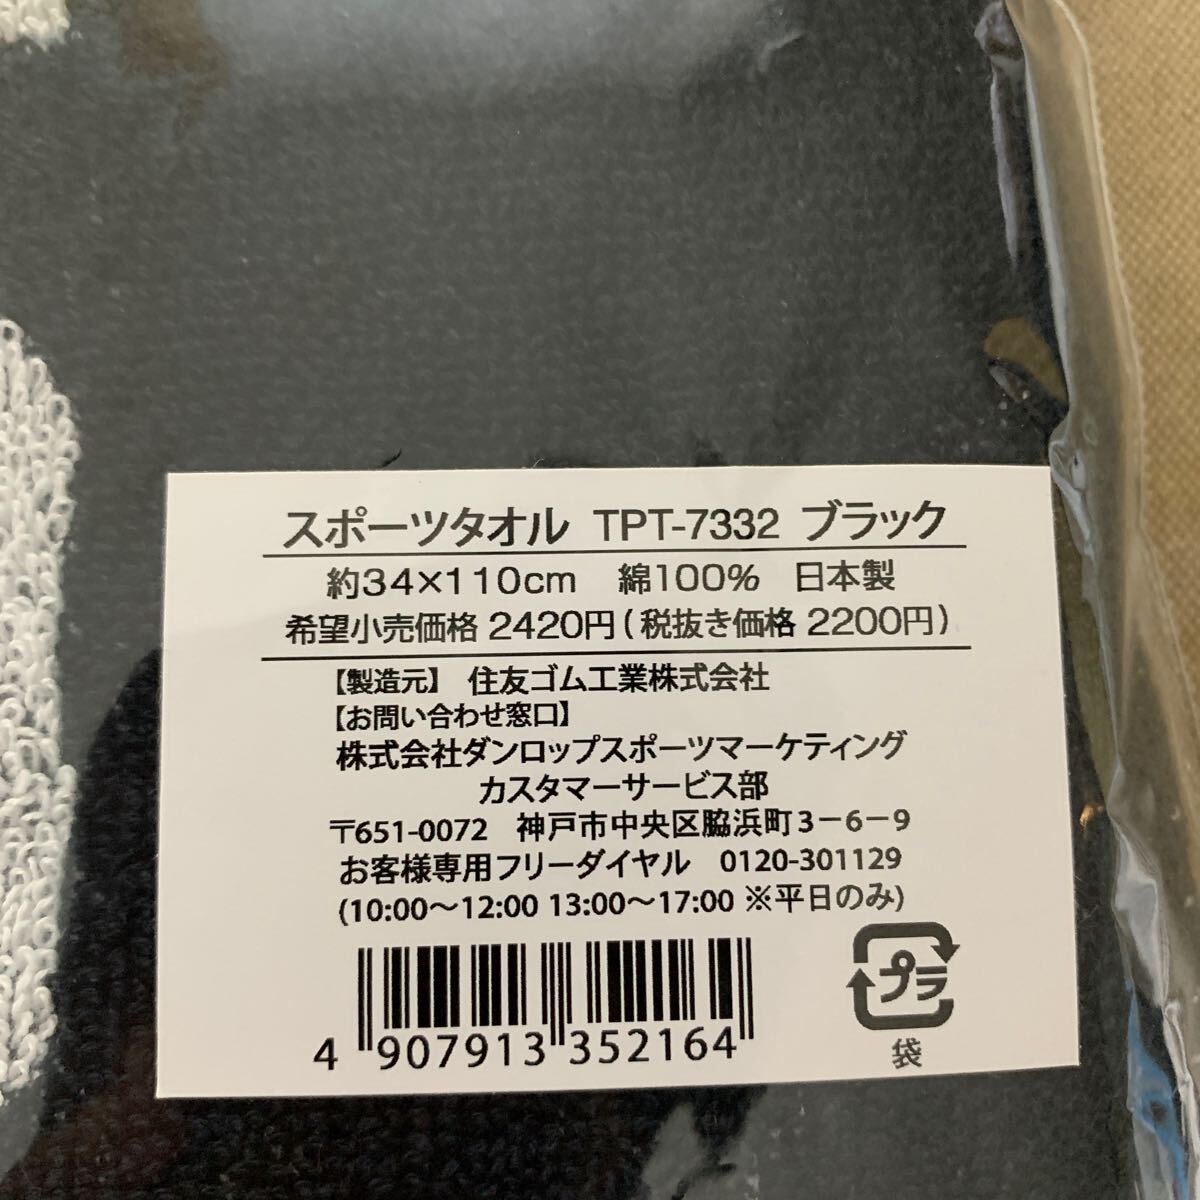 スポーツタオル TPT-7332 ブラック
約34×110cm 綿100% 日本製
希望小売価格 2420円(税抜き価格 2200円)
【製造元】 住友ゴム工業株式会社
【お問い合わせ窓口】
株式会社ダンロップスポーツマーケティング
カスタマーサービス部
〒651-0072 神戸市中央区脇浜町3-6-9
お客様専用フリーダイヤル 0120-301129
(10:00〜12:00 13:00〜17:00 ※平日のみ)
プラ
袋
4 907913 352164